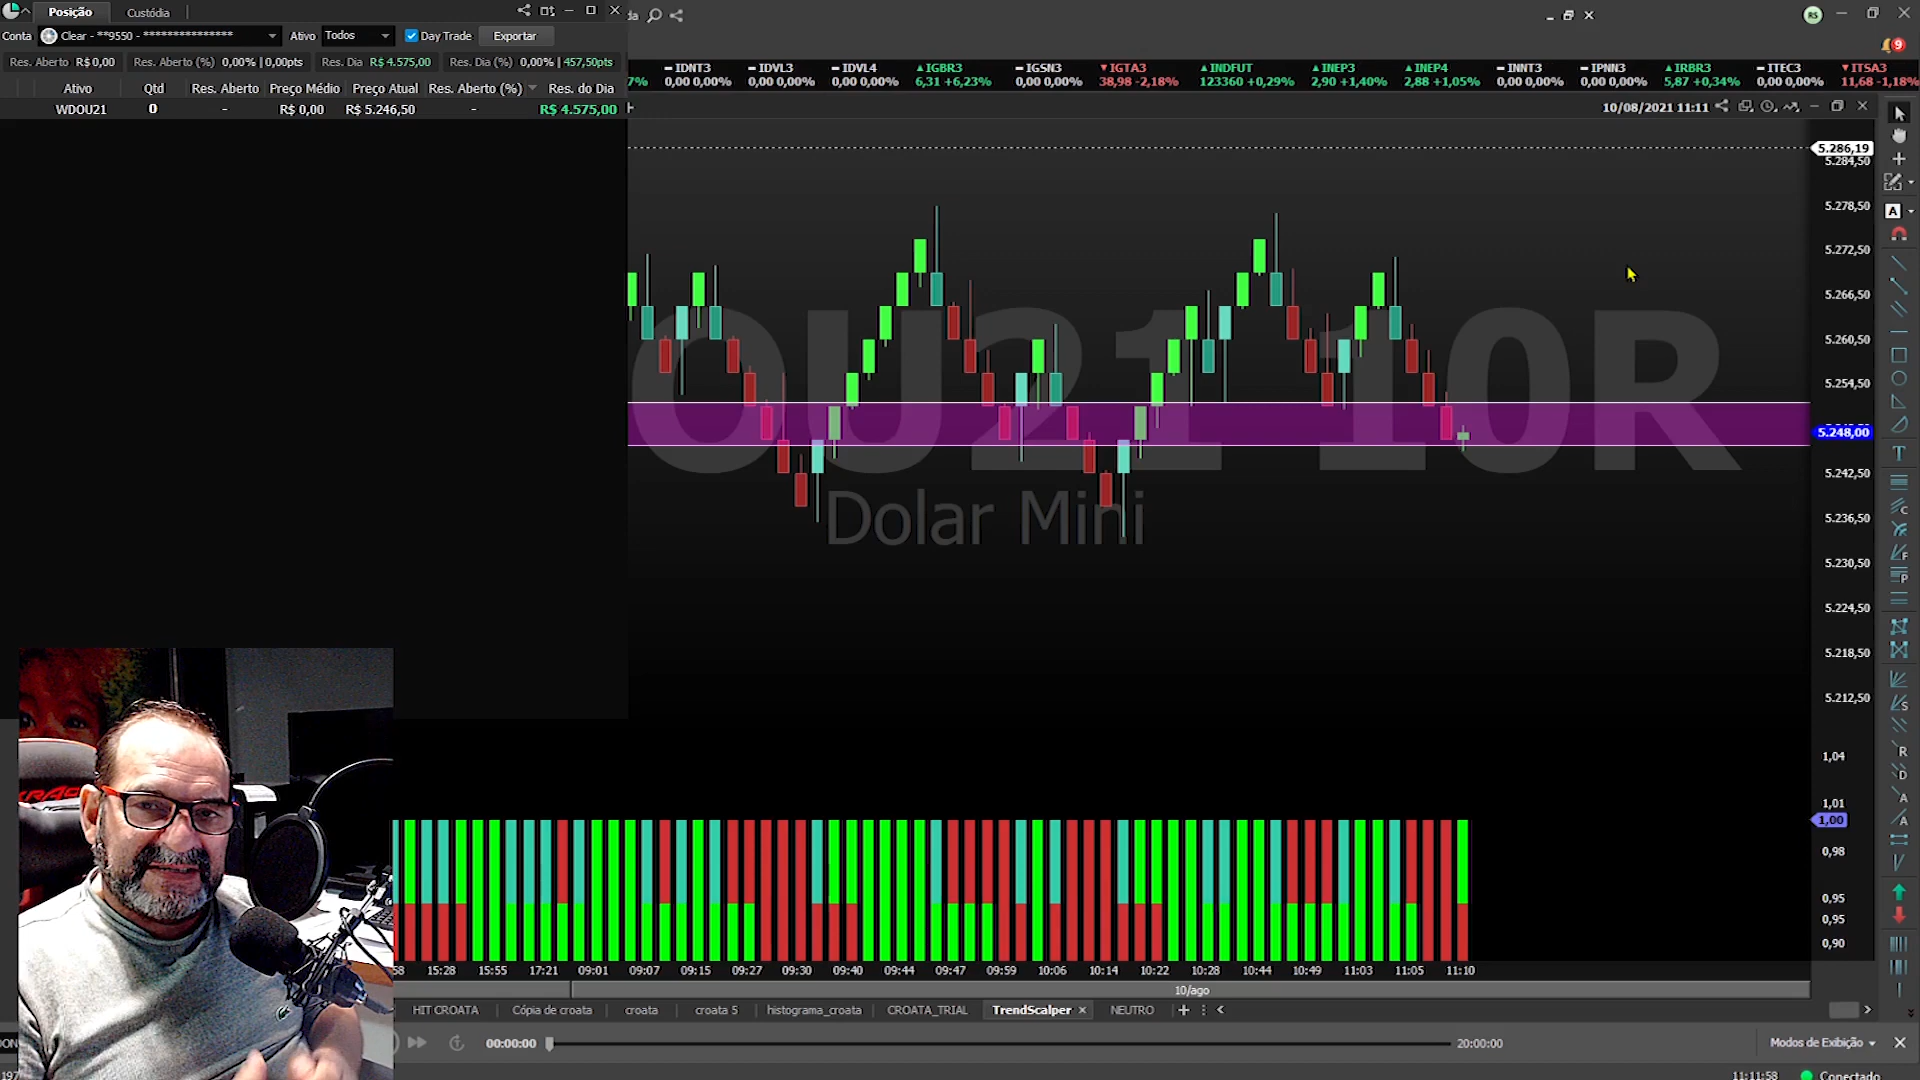 Posição Custódia
Conta Clear - **9550 - *************** Ativo Todos Day Trade Exportar
Res. Aberto R$ 0,00 Res. Aberto (%) 0,00% | 0,00pts Res. Dia R$ 4.575,00 Res. Dia (%) 0,00% | 457,50pts
Ativo Qtd Res. Aberto Preço Médio Preço Atual Res. Aberto (%) Res. do Dia
WDOU21 0 - R$ 0,00 R$ 5.246,50 - R$ 4.575,00
da
RS
9
IDNT3 IDVL3 IDVL4 IGBR3 IGSN3 IGTA3 INDFUT INEP3 INEP4 INNT3 IPNN3 IRBR3 ITEC3 ITSA3
7% 0,00 0,00% 0,00 0,00% 0,00 0,00% 6,31 +6,23% 0,00 0,00% 38,98 -2,18% 123360 +0,29% 2,90 +1,40% 2,88 +1,05% 0,00 0,00% 0,00 0,00% 5,87 +0,34% 0,00 0,00% 11,68 -1,18%
10/08/2021 11:11
5.286,19
5.284,50
5.278,50
5.272,50
5.266,50
5.260,50
5.254,50
5.248,00
5.242,50
5.236,50
5.230,50
5.224,50
5.218,50
5.212,50
OU21 10R
Dolar Mini
1,04
1,01
1,00
0,98
0,95
0,95
0,90
58 15:28 15:55 17:21 09:01 09:07 09:15 09:27 09:30 09:40 09:44 09:47 09:59 10:06 10:14 10:22 10:28 10:44 10:49 11:03 11:05 11:10
10/ago
HIT CROATA Cópia de croata croata croata 5 histograma_croata CROATA_TRIAL TrendScalper NEUTRO
00:00:00 20:00:00 Modos de Exibição
11:11:58 Conectado